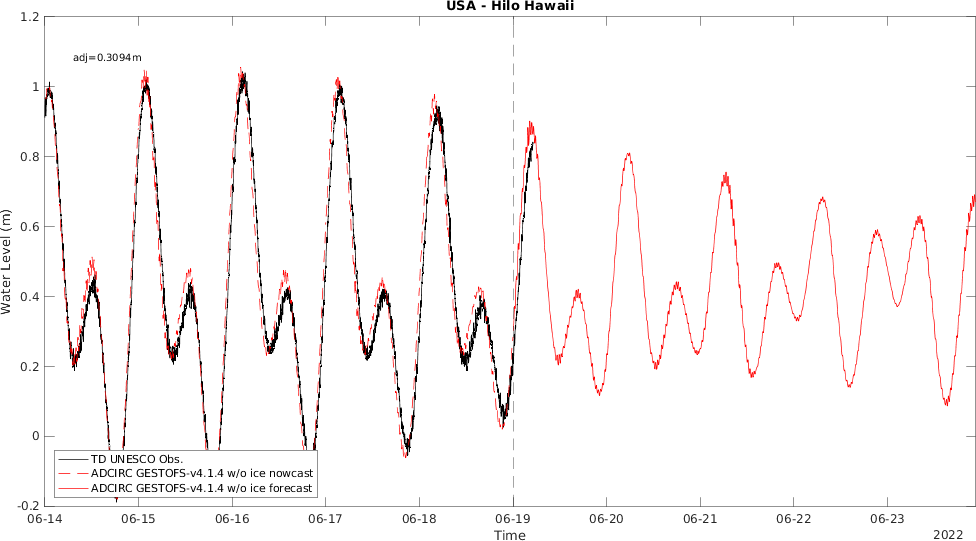 USA - Hilo Hawaii
adj=0.3094m
1.2
1
0.8
0.6
0.4
0.2
0
-0.2
Water Level (m)
TD UNESCO Obs.
ADCIRC GESTOFS-v4.1.4 w/o ice nowcast
ADCIRC GESTOFS-v4.1.4 w/o ice forecast
06-14 06-15 06-16 06-17 06-18 06-19 06-20 06-21 06-22 06-23
Time
2022